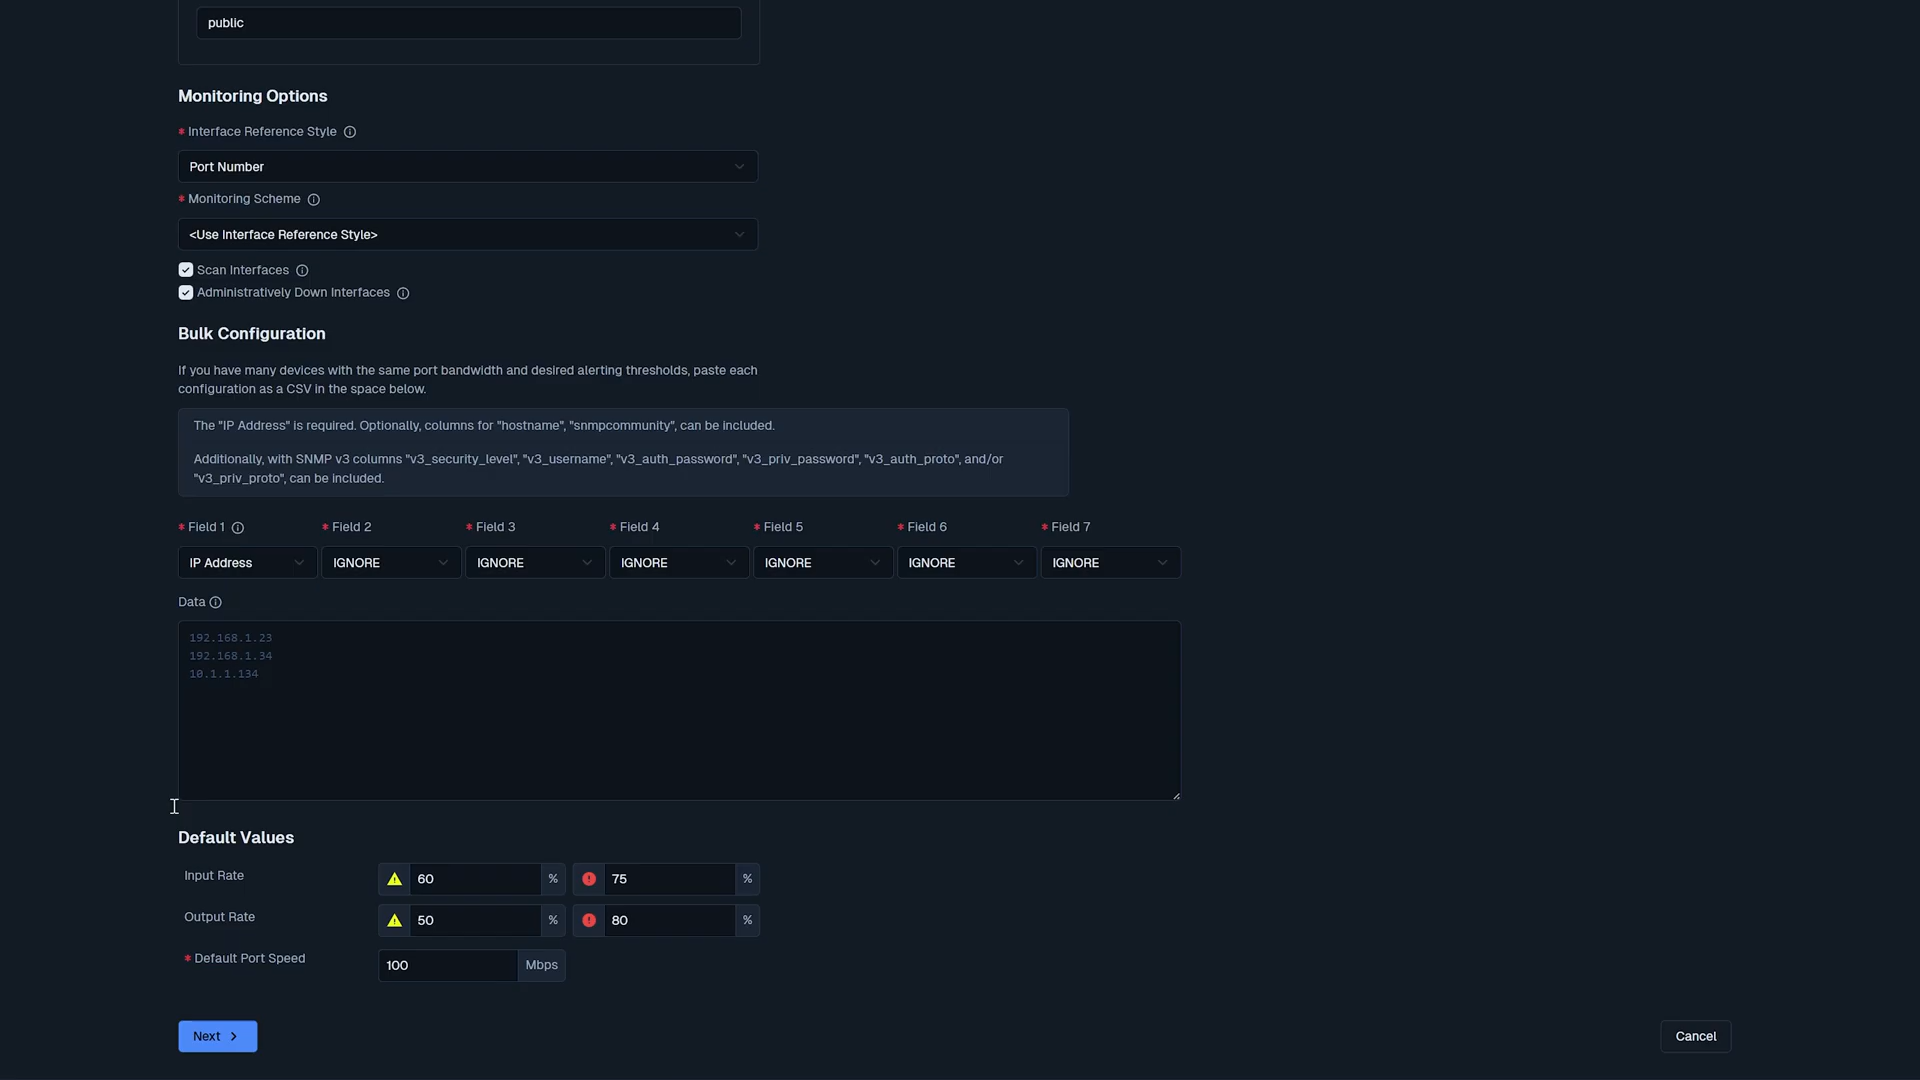 public
Monitoring Options
* Interface Reference Style
Port Number
* Monitoring Scheme
<Use Interface Reference Style>
Scan Interfaces
Administratively Down Interfaces
Bulk Configuration
If you have many devices with the same port bandwidth and desired alerting thresholds, paste each
configuration as a CSV in the space below.
The "IP Address" is required. Optionally, columns for "hostname", "snmpcommunity", can be included.
Additionally, with SNMP v3 columns "v3_security_level", "v3_username", "v3_auth_password", "v3_priv_password", "v3_auth_proto", and/or
"v3_priv_proto", can be included.
* Field 1 * Field 2 * Field 3 * Field 4 * Field 5 * Field 6 * Field 7
IP Address IGNORE IGNORE IGNORE IGNORE IGNORE IGNORE
Data
192.168.1.23
192.168.1.34
10.1.1.134
Default Values
Input Rate 60 % 75 %
Output Rate 50 % 80 %
* Default Port Speed 100 Mbps
Next Cancel